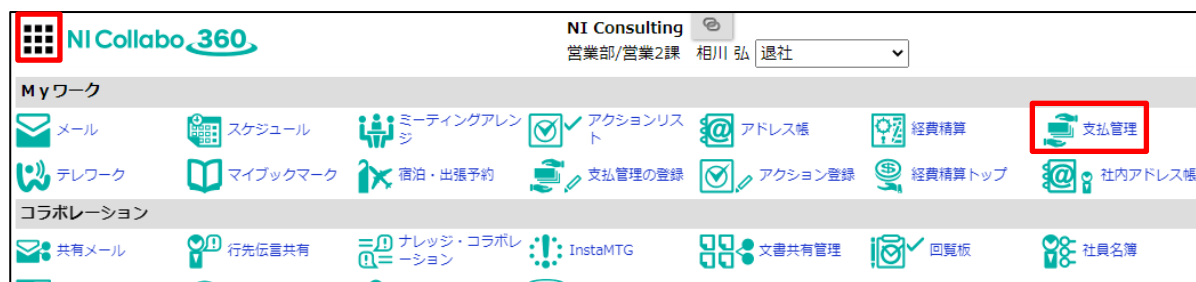 NI Collabo 360
NI Consulting
営業部/営業2課 相川 弘 退社
Myワーク
メール
スケジュール
ミーティングアレン
ジ
アクションリス
ト
アドレス帳
経費精算
支払管理
テレワーク
マイブックマーク
宿泊・出張予約
支払管理の登録
アクション登録
経費精算トップ
社内アドレス帳
コラボレーション
共有メール
行先伝言共有
ナレッジ・コラボレ
ーション
InstaMTG
文書共有管理
回覧板
社員名簿